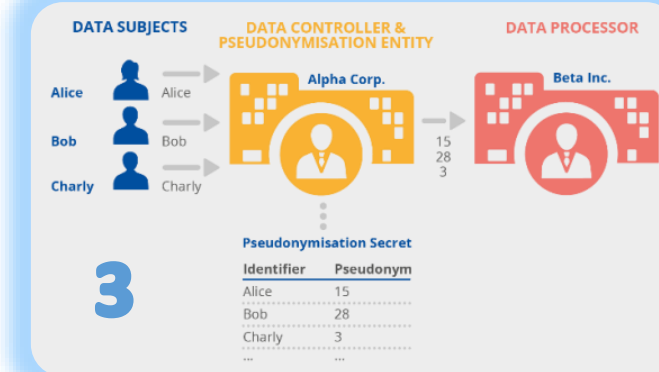 DATA SUBJECTS
DATA CONTROLLER &
PSEUDONYMISATION ENTITY
DATA PROCESSOR
Alpha Corp.
Beta Inc.
Alice
Alice
Bob
Bob
Charly
Charly
15
28
3
Pseudonymisation Secret
Identifier Pseudonym
Alice 15
Bob 28
Charly 3
... ...
3